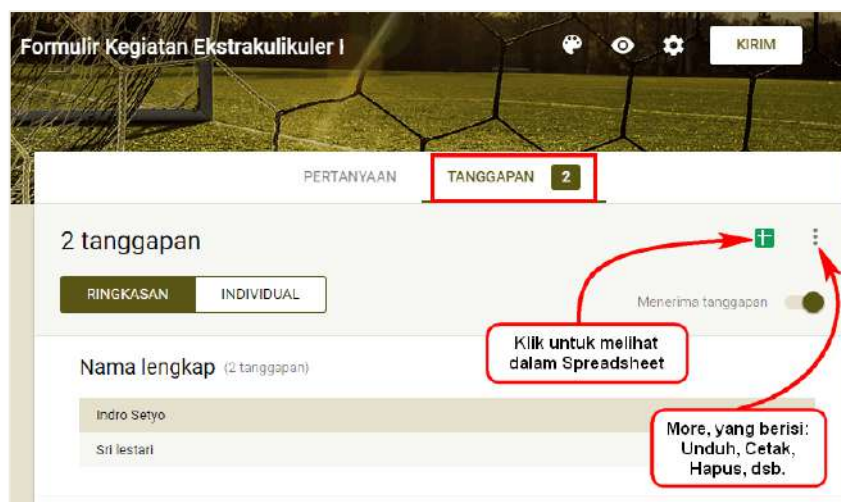 Formulir Kegiatan Ekstrakulikuler I
KIRIM
PERTANYAAN
TANGGAPAN 2
2 tanggapan
RINGKASAN
INDIVIDUAL
Menerima tanggapan
Klik untuk melihat
dalam Spreadsheet
Nama lengkap (2 tanggapan)
Indro Setyo
Sri lestari
More, yang berisi:
Unduh, Cetak,
Hapus, dsb.